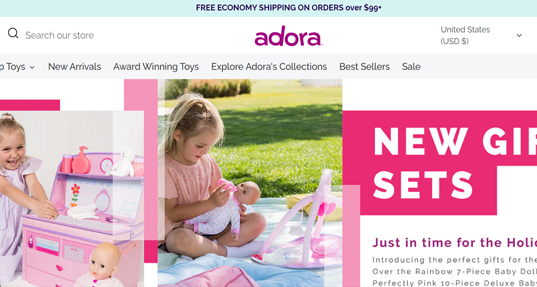 FREE ECONOMY SHIPPING ON ORDERS over $99+
Search our store
adora
United States
(USD $)
p Toys
New Arrivals
Award Winning Toys
Explore Adora's Collections
Best Sellers
Sale
NEW GIF
SETS
Just in time for the Holid
Introducing the perfect gifts for the
Over the Rainbow 7-Piece Baby Doll
Perfectly Pink 10-Piece Deluxe Baby